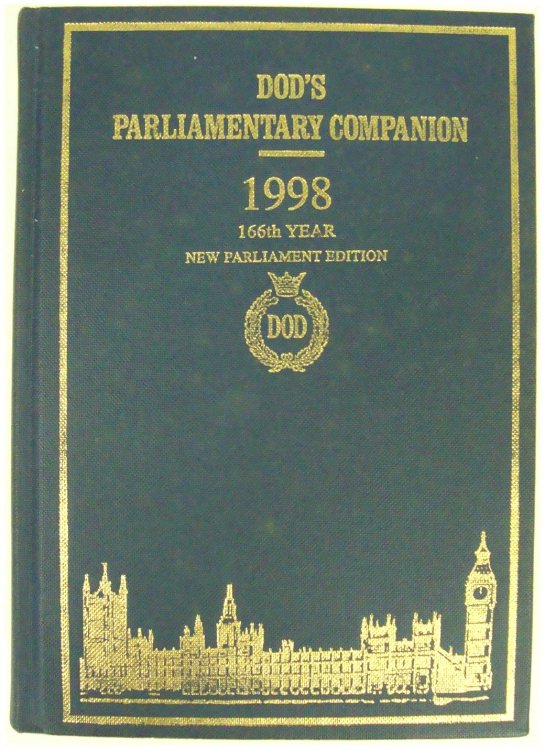 DOD'S
PARLIAMENTARY COMPANION
1998
166th YEAR
NEW PARLIAMENT EDITION
DOD